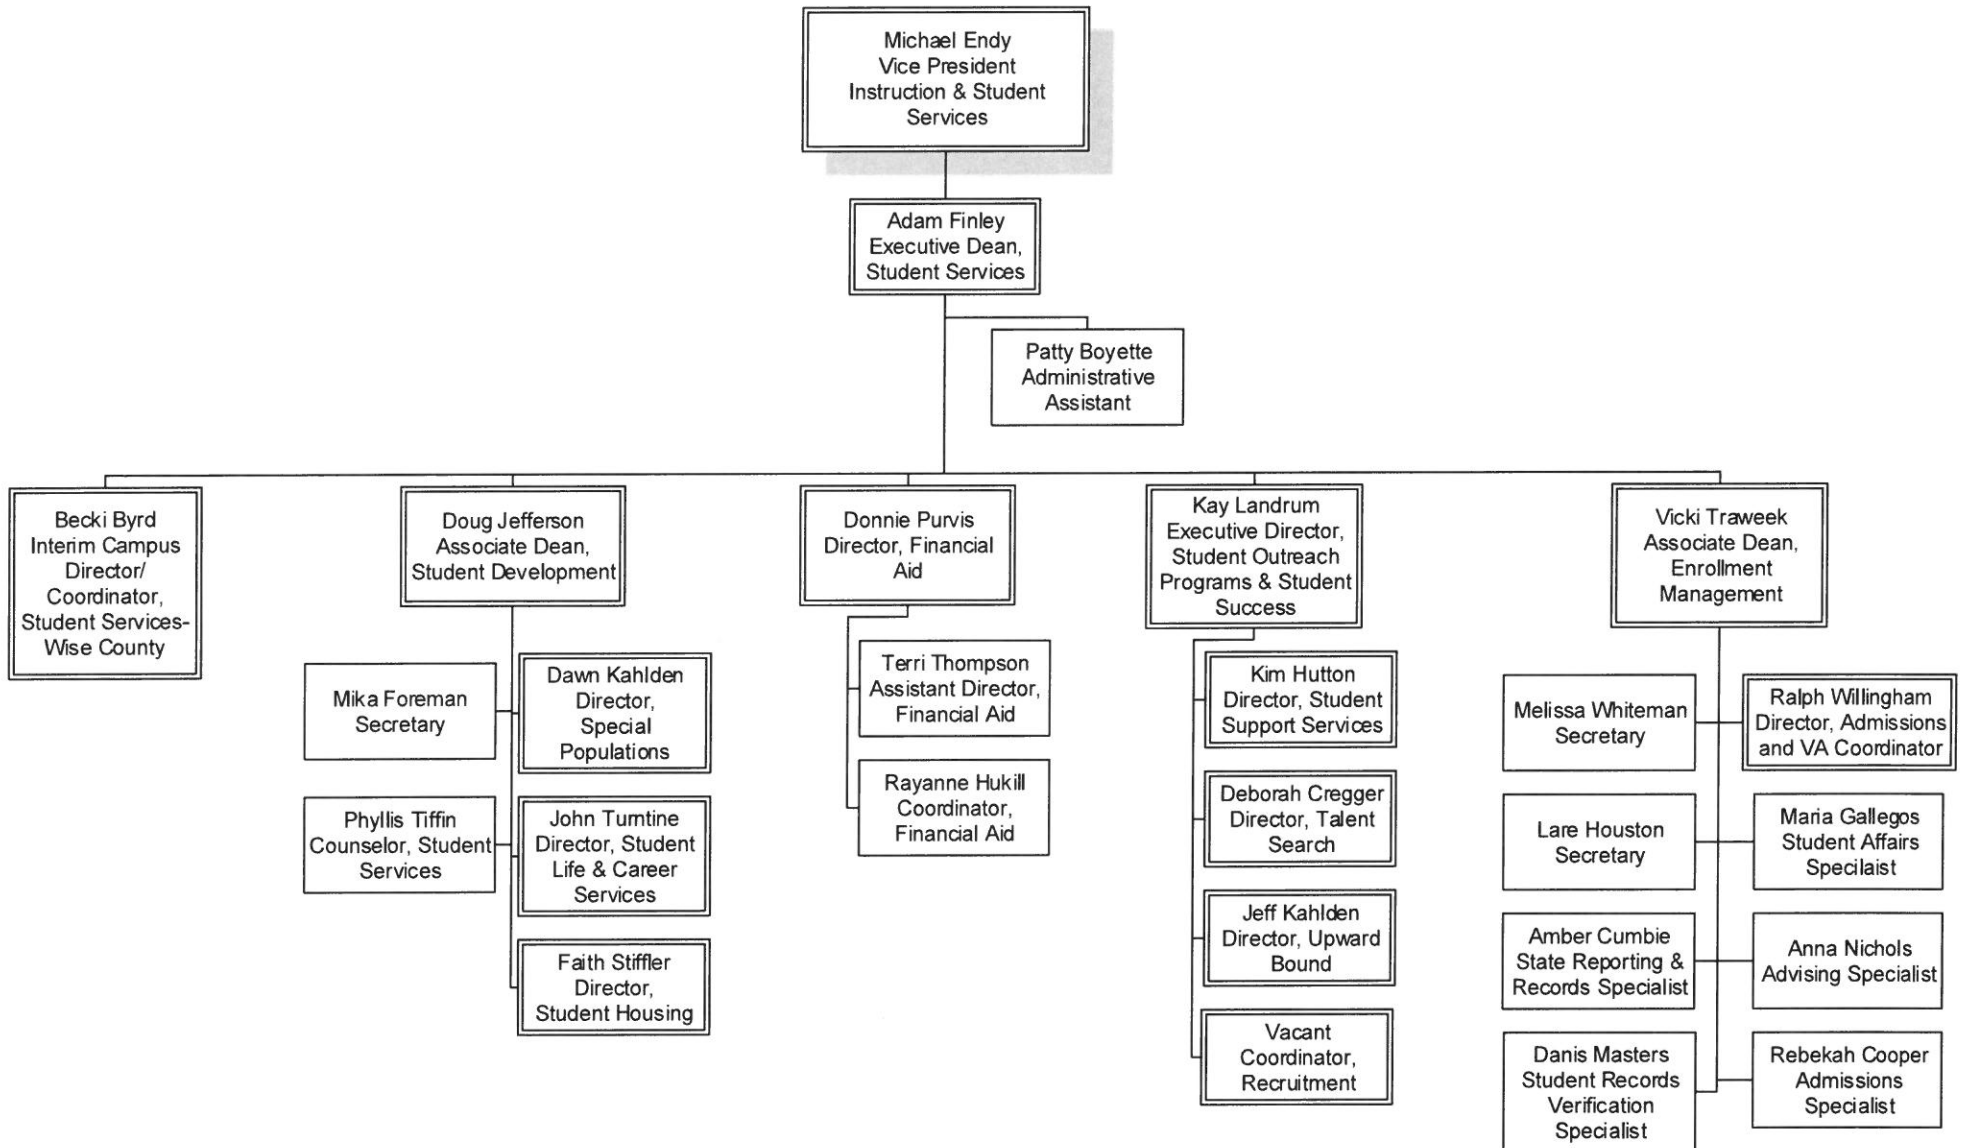 Michael Endy
Vice President
Instruction & Student
Services
Adam Finley
Executive Dean,
Student Services
Patty Boyette
Administrative
Assistant
Becki Byrd
Interim Campus
Director/
Coordinator,
Student Services-
Wise County
Doug Jefferson
Associate Dean,
Student Development
Mika Foreman
Secretary
Phyllis Tiffin
Counselor, Student
Services
Dawn Kahlden
Director,
Special
Populations
John Turntine
Director, Student
Life & Career
Services
Faith Stiffler
Director,
Student Housing
Donnie Purvis
Director, Financial
Aid
Terri Thompson
Assistant Director,
Financial Aid
Rayanne Hukill
Coordinator,
Financial Aid
Kay Landrum
Executive Director,
Student Outreach
Programs & Student
Success
Kim Hutton
Director, Student
Support Services
Deborah Cregger
Director, Talent
Search
Jeff Kahlden
Director, Upward
Bound
Vacant
Coordinator,
Recruitment
Vicki Traweek
Associate Dean,
Enrollment
Management
Melissa Whiteman
Secretary
Lare Houston
Secretary
Amber Cumbie
State Reporting &
Records Specialist
Danis Masters
Student Records
Verification
Specialist
Ralph Willingham
Director, Admissions
and VA Coordinator
Maria Gallegos
Student Affairs
Specilaist
Anna Nichols
Advising Specialist
Rebekah Cooper
Admissions
Specialist